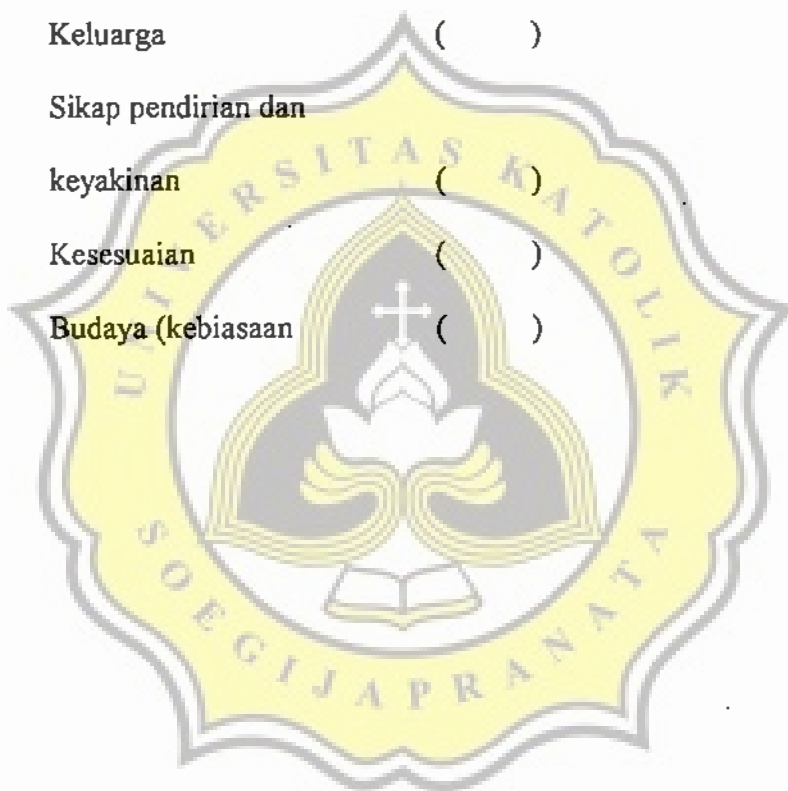 Keluarga ( )
Sikap pendirian dan
keyakinan ( )
Kesesuaian ( )
Budaya (kebiasaan ( )
UNIVERSITAS KATOLIK
SOEGIJAPRANATA